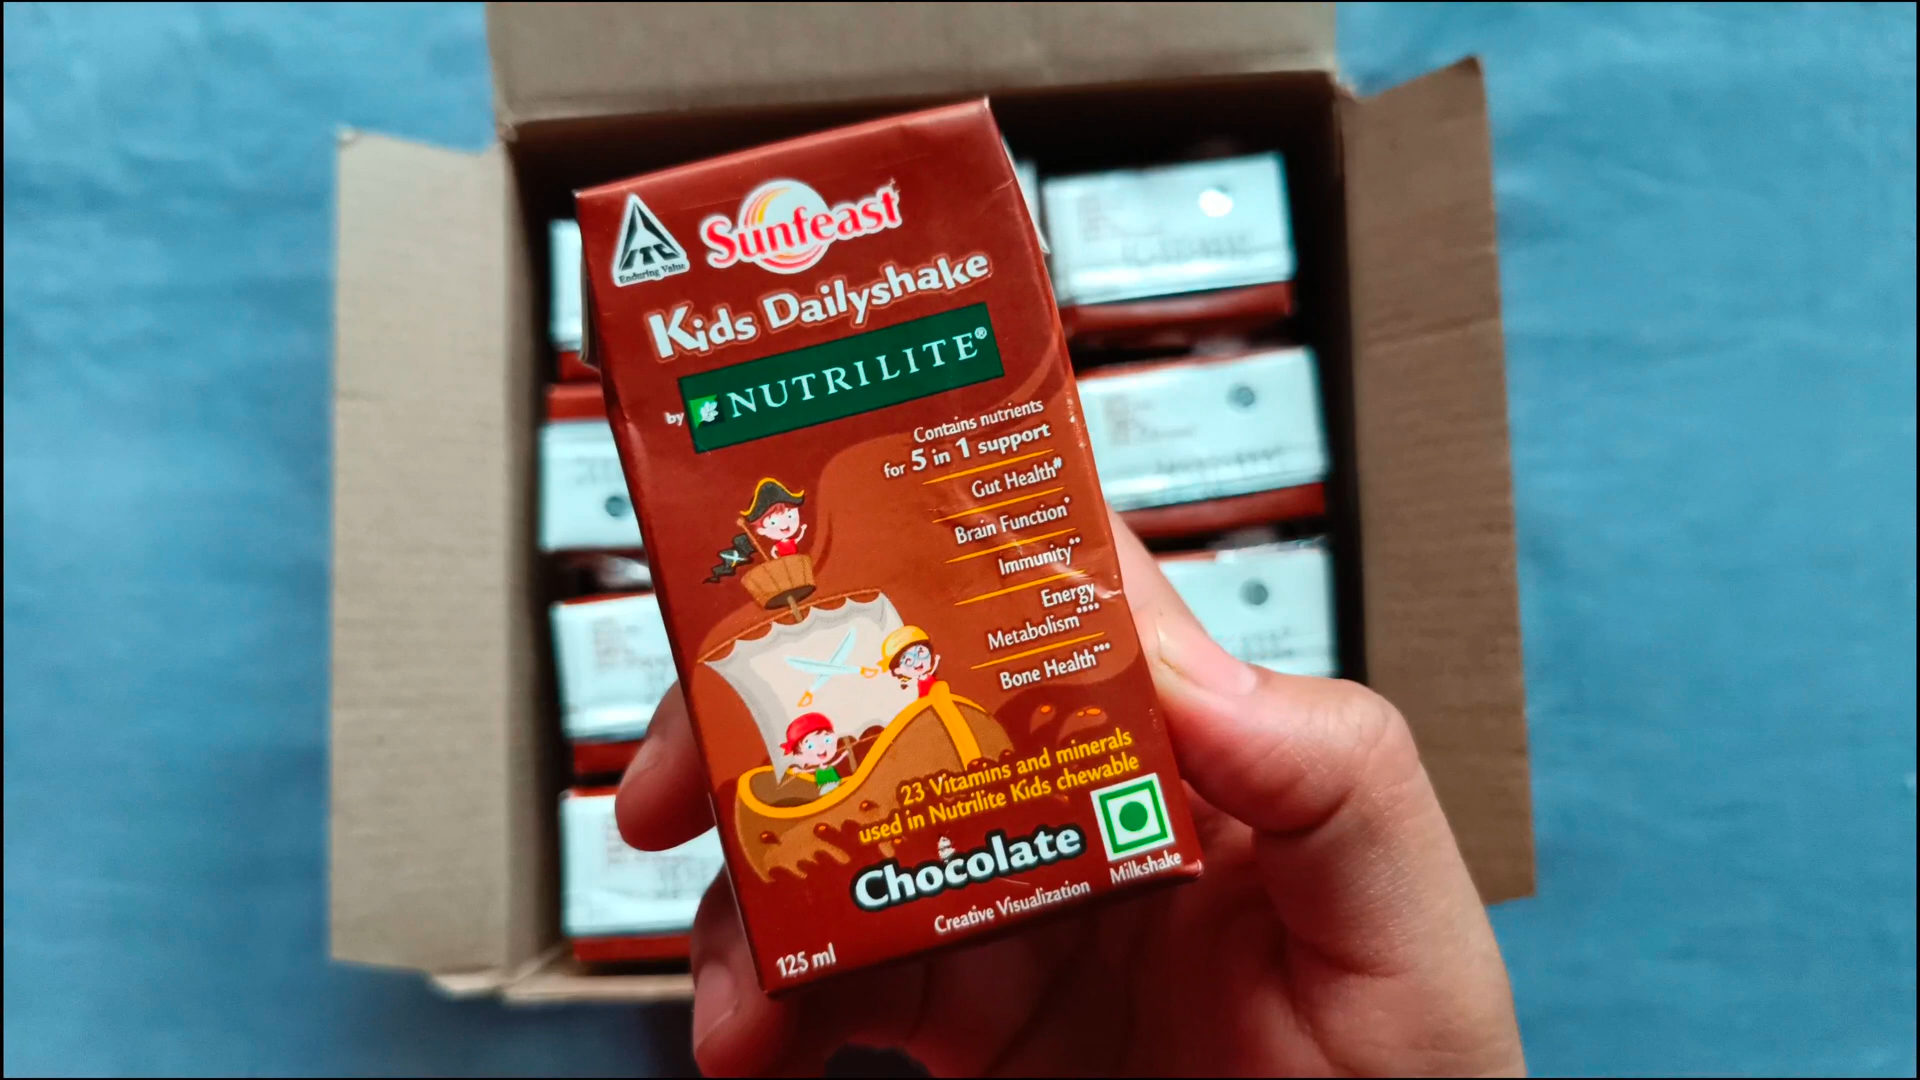 ITC
Enduring Value
Sunfeast
Kids Dailyshake
by NUTRILITE®
Contains nutrients
for 5 in 1 support
Gut Health#
Brain Function*
Immunity**
Energy
Metabolism****
Bone Health***
23 Vitamins and minerals
used in Nutrilite Kids chewable
Chocolate
Milkshake
Creative Visualization
125 ml